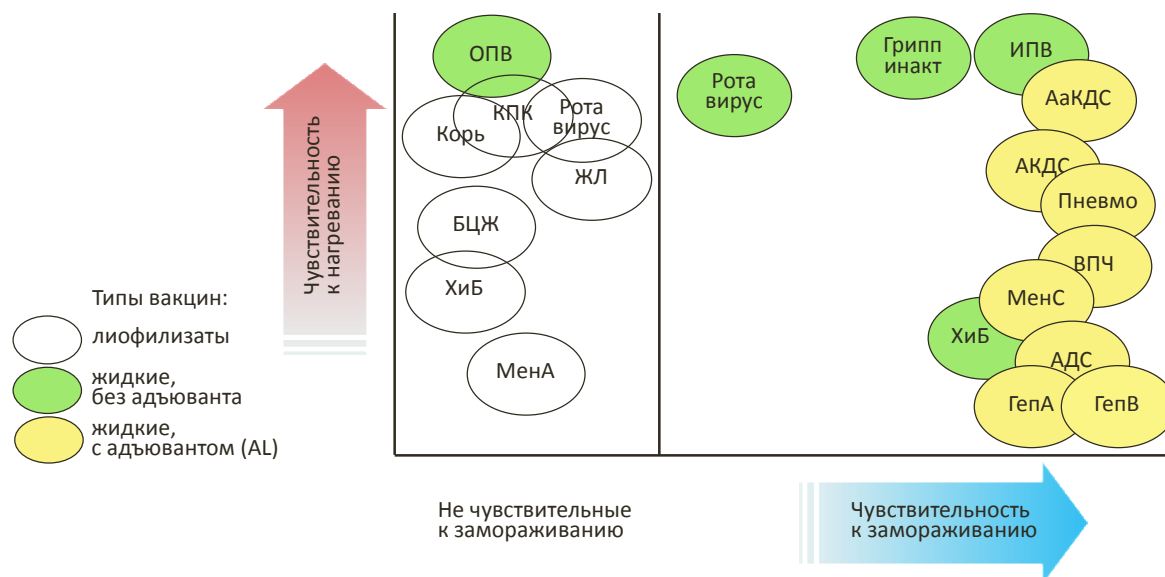 ОПВ
КПК
Рота
вирус
Корь
ЖЛ
БЦЖ
ХиБ
МенА
Рота
вирус
Грипп
инакт
ИПВ
АаКДС
АКДС
Пневмо
ВПЧ
МенС
ХиБ
АДС
ГепА
ГепВ
Чувствительность
к нагреванию
Типы вакцин:
лиофилизаты
жидкие,
без адъюванта
жидкие,
с адъювантом (AL)
Не чувствительные
к замораживанию
Чувствительность
к замораживанию